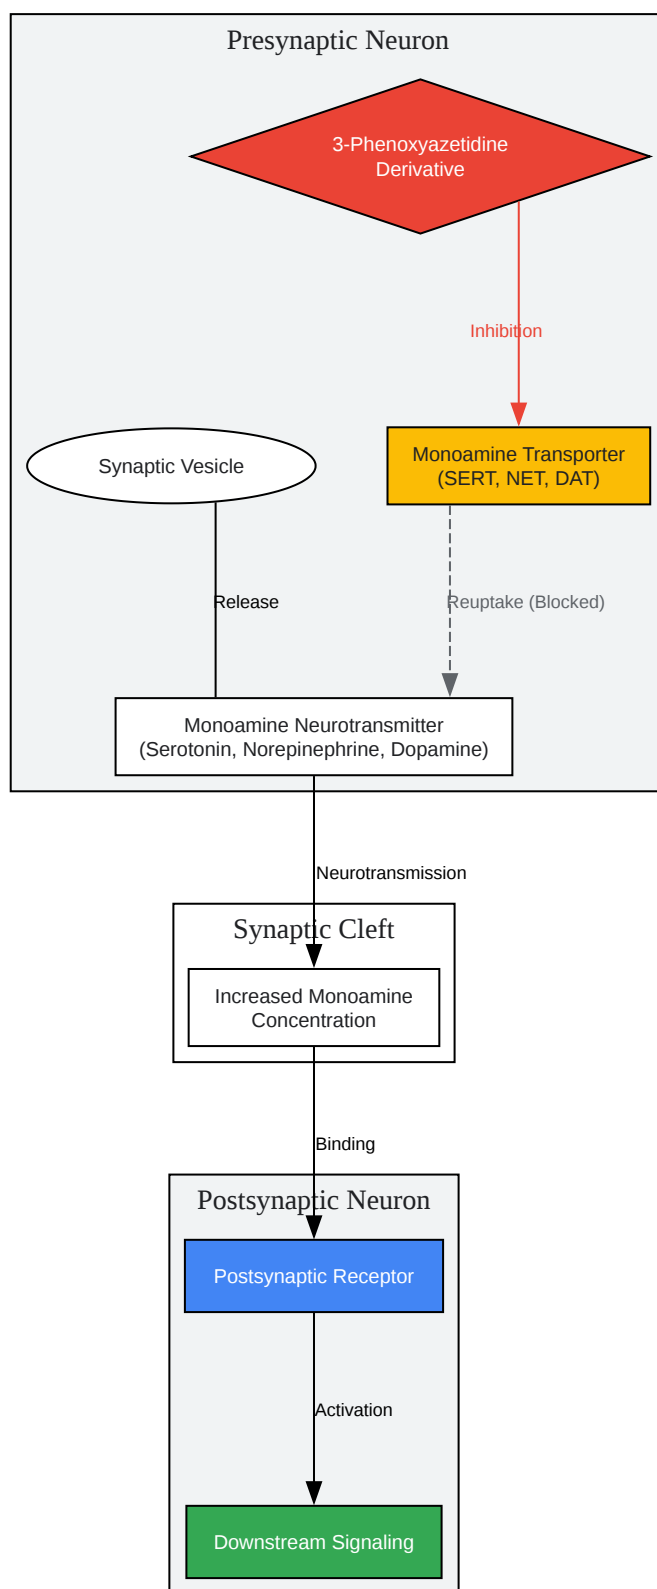 Presynaptic Neuron
3-Phenoxyazetidine
Derivative
Inhibition
Synaptic Vesicle
Monoamine Transporter
(SERT, NET, DAT)
Release
Reuptake (Blocked)
Monoamine Neurotransmitter
(Serotonin, Norepinephrine, Dopamine)
Neurotransmission
Synaptic Cleft
Increased Monoamine
Concentration
Binding
Postsynaptic Neuron
Postsynaptic Receptor
Activation
Downstream Signaling